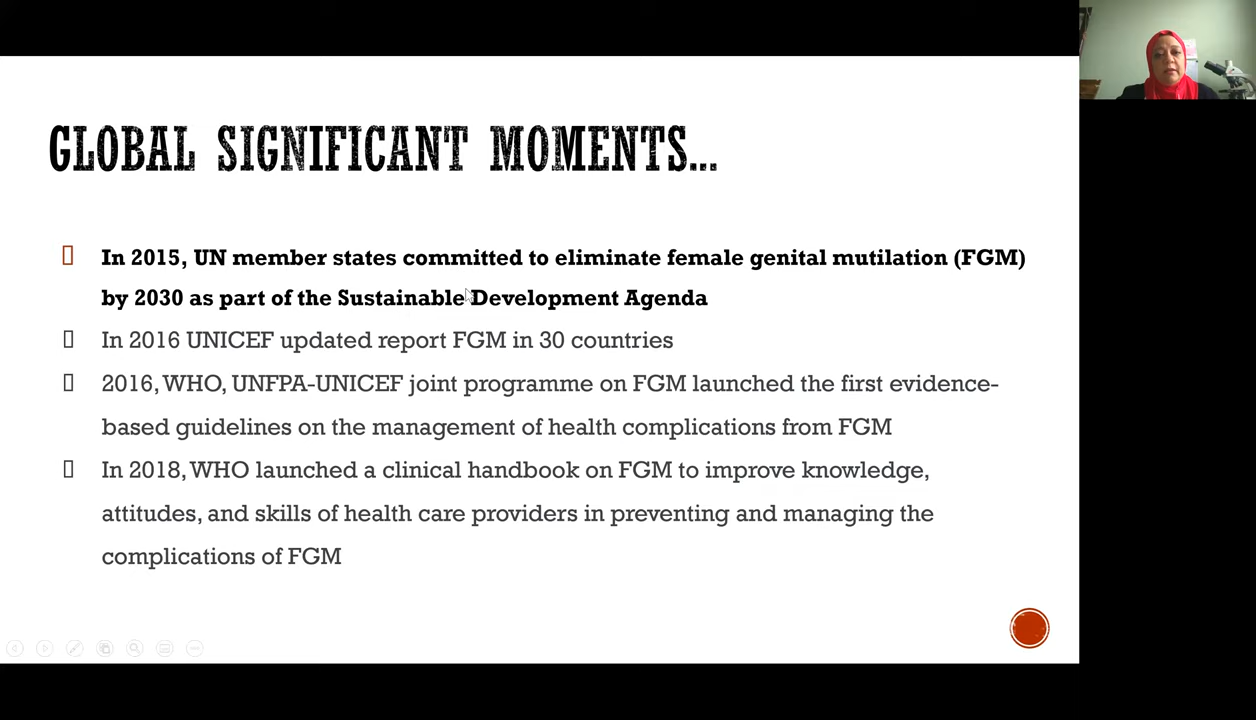 GLOBAL SIGNIFICANT MOMENTS...
In 2015, UN member states committed to eliminate female genital mutilation (FGM)
by 2030 as part of the Sustainable Development Agenda
In 2016 UNICEF updated report FGM in 30 countries
2016, WHO, UNFPA-UNICEF joint programme on FGM launched the first evidence-
based guidelines on the management of health complications from FGM
In 2018, WHO launched a clinical handbook on FGM to improve knowledge,
attitudes, and skills of health care providers in preventing and managing the
complications of FGM